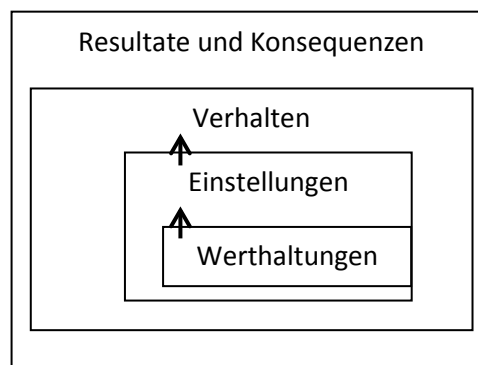 Resultate und Konsequenzen
Verhalten
Einstellungen
Werthaltungen